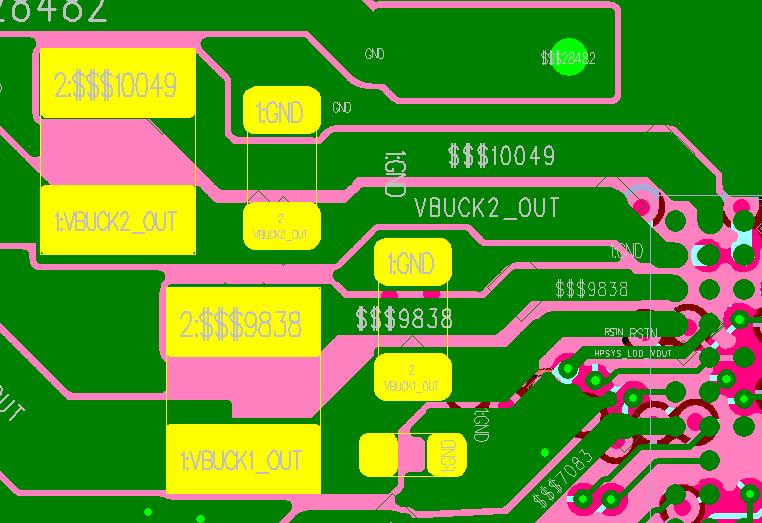 28482
GND
$$$28482
2:$$$10049
1:GND
GND
$$$10049
1:GND
1:VBUCK2_OUT
VBUCK2_OUT
2
VBUCK2_OUT
1:GND
1:GND
$$$9838
2:$$$9838
$$$9838
RSTN
RSTN
HPSYS_LDO_VOUT
2
VBUCK1_OUT
OUT
1:GND
1:VBUCK1_OUT
GND
$$$7083